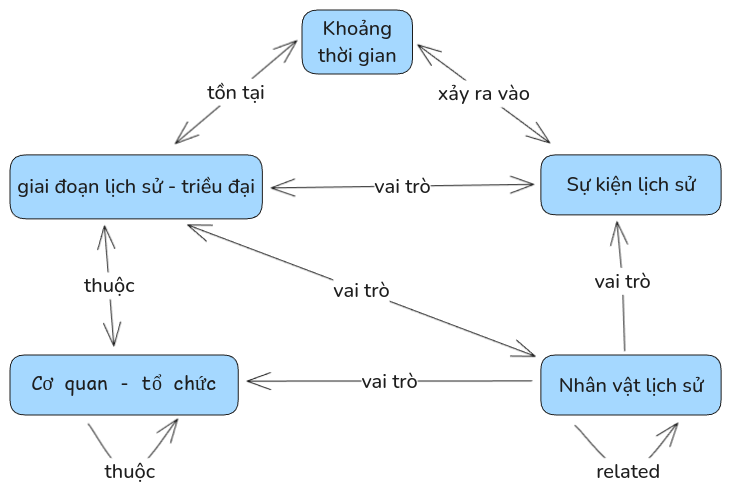 Khoảng
thời gian
tồn tại
xảy ra vào
giai đoạn lịch sử - triều đại
vai trò
Sự kiện lịch sử
thuộc
vai trò
vai trò
Cơ quan - tổ chức
vai trò
Nhân vật lịch sử
thuộc
related